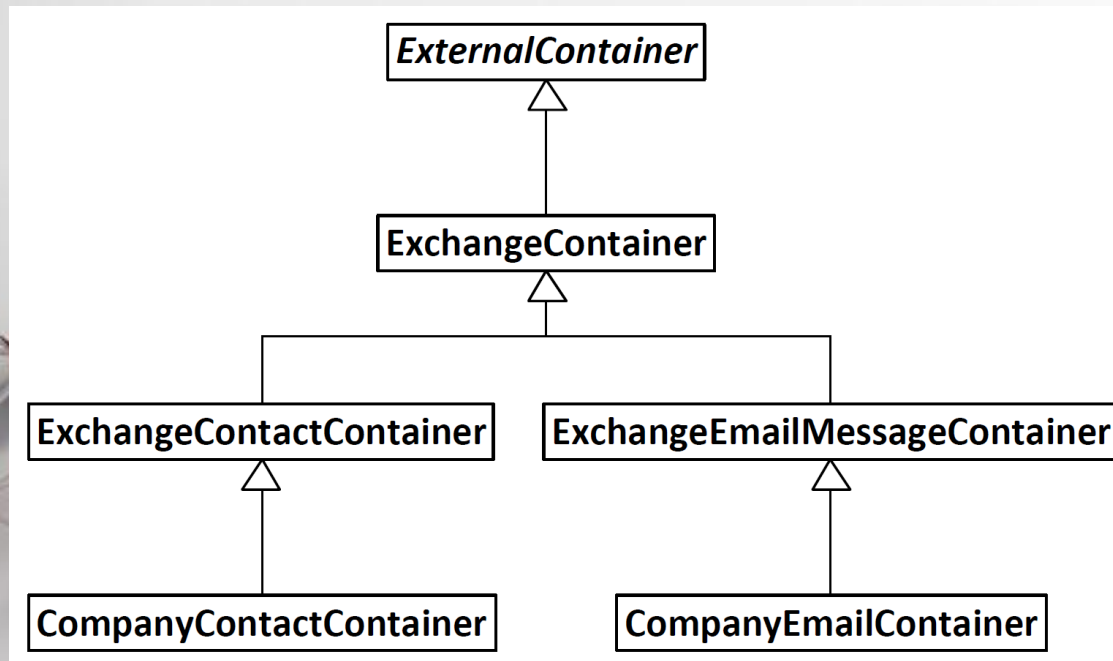 ExternalContainer
ExchangeContainer
ExchangeContactContainer
ExchangeEmailMessageContainer
CompanyContactContainer
CompanyEmailContainer